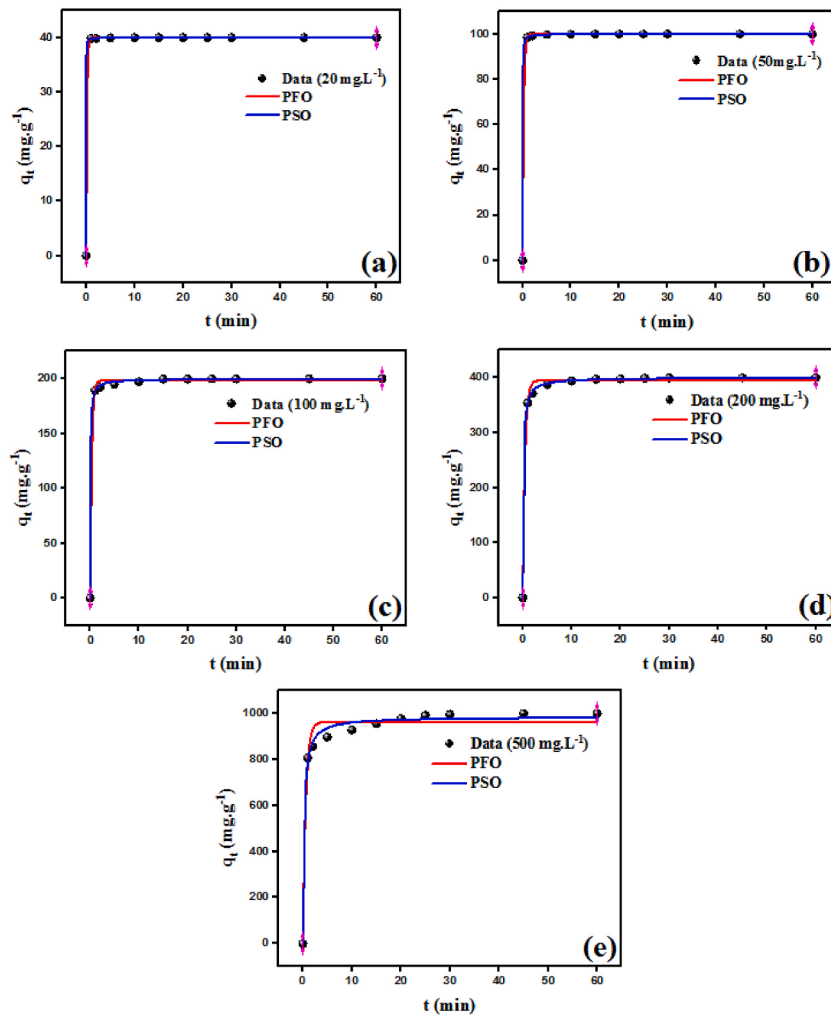 40
30
20
10
0
qt (mg.g-1)
Data (20 mg.L-1)
PFO
PSO
(a)
0 10 20 30 40 50 60
t (min)
100
80
60
40
20
0
qt (mg.g-1)
Data (50mg.L-1)
PFO
PSO
(b)
0 10 20 30 40 50 60
t (min)
200
150
100
50
0
qt (mg.g-1)
Data (100 mg.L-1)
PFO
PSO
(c)
0 10 20 30 40 50 60
t (min)
400
300
200
100
0
qt (mg.g-1)
Data (200 mg.L-1)
PFO
PSO
(d)
0 10 20 30 40 50 60
t (min)
1000
800
600
400
200
0
qt (mg.g-1)
Data (500 mg.L-1)
PFO
PSO
(e)
0 10 20 30 40 50 60
t (min)